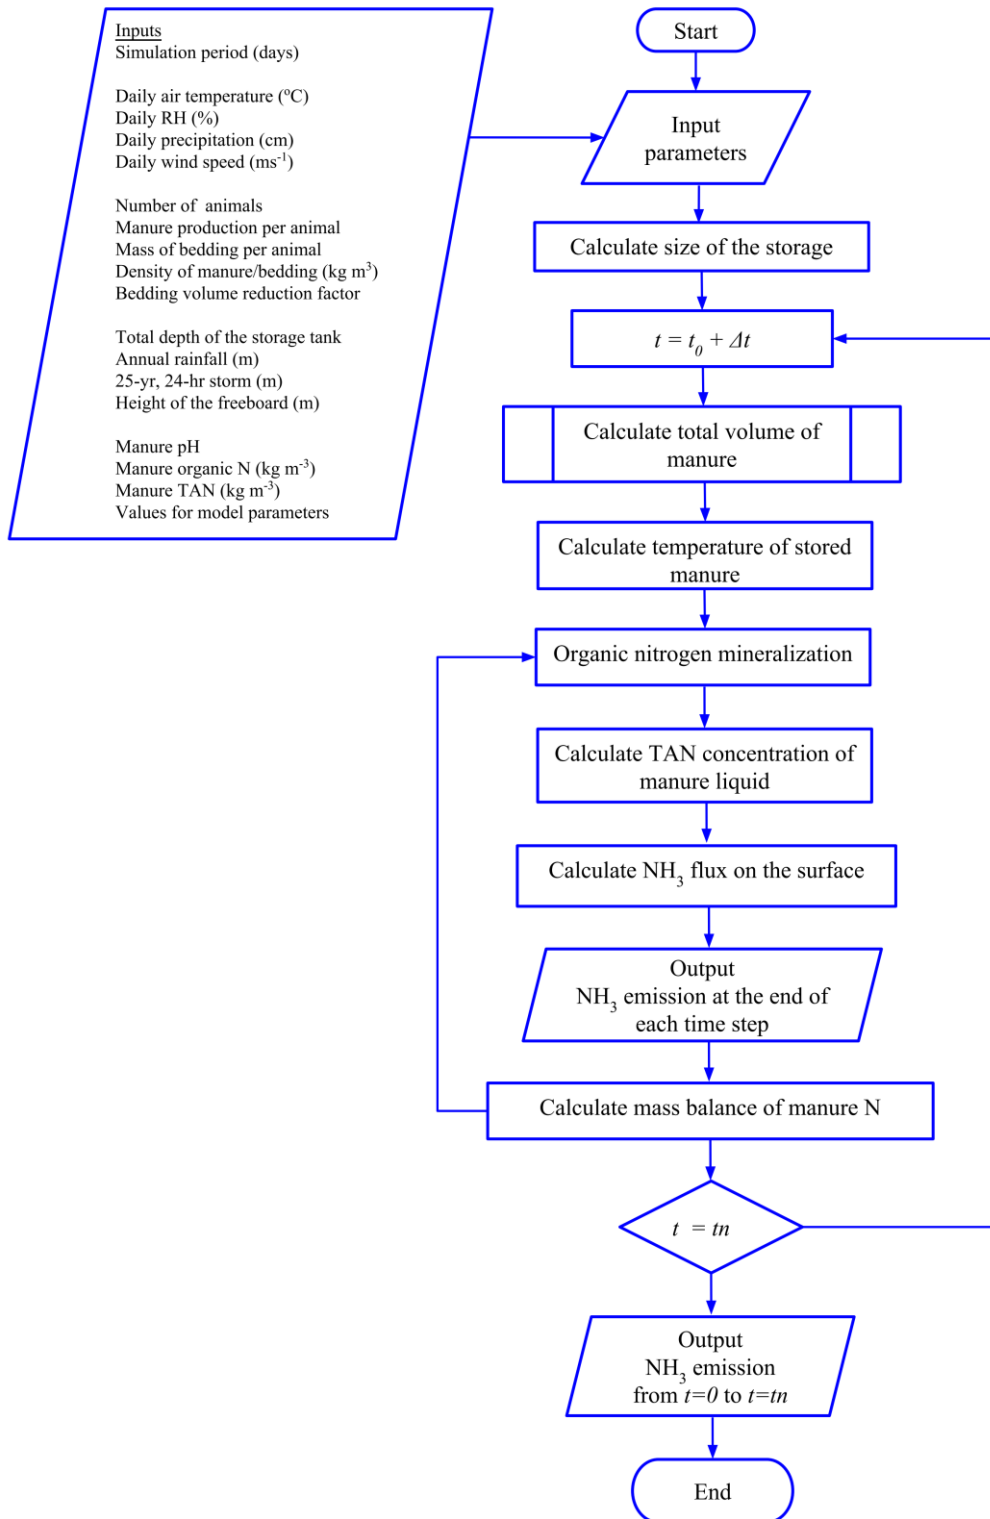 Inputs
Simulation period (days)
Daily air temperature (ºC)
Daily RH (%)
Daily precipitation (cm)
Daily wind speed (ms⁻¹)
Number of  animals
Manure production per animal
Mass of bedding per animal
Density of manure/bedding (kg m³)
Bedding volume reduction factor
Total depth of the storage tank
Annual rainfall (m)
25-yr, 24-hr storm (m)
Height of the freeboard (m)
Manure pH
Manure organic N (kg m⁻³)
Manure TAN (kg m⁻³)
Values for model parameters
Start
Input
parameters
Calculate size of the storage
t = t₀ + Δt
Calculate total volume of
manure
Calculate temperature of stored
manure
Organic nitrogen mineralization
Calculate TAN concentration of
manure liquid
Calculate NH₃ flux on the surface
Output
NH₃ emission at the end of
each time step
Calculate mass balance of manure N
t = tn
Output
NH₃ emission
from t=0 to t=tn
End